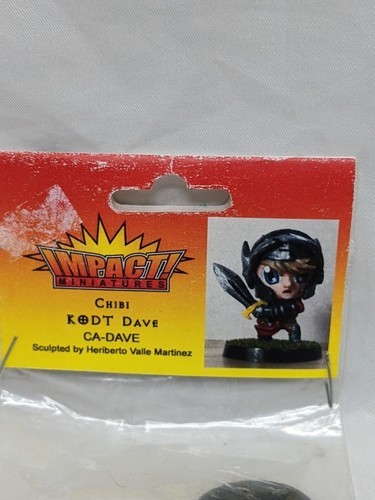 IMPACT!
MINIATURES
Chibi
KODT Dave
CA-DAVE
Sculpted by Heriberto Valle Martinez